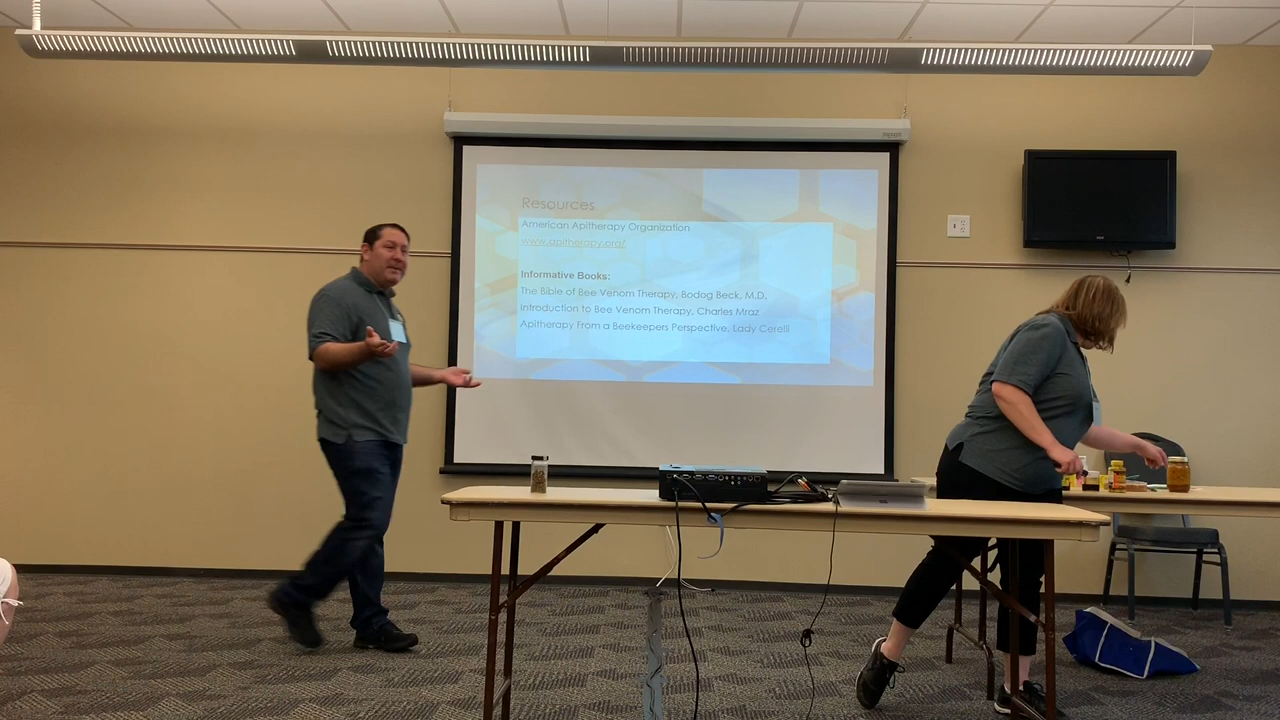 Resources
American Apitherapy Organization
www.apitherapy.org/
Informative Books:
The Bible of Bee Venom Therapy, Bodog Beck, M.D.
Introduction to Bee Venom Therapy, Charles Mraz
Apitherapy From a Beekeepers Perspective, Lady Cerelli